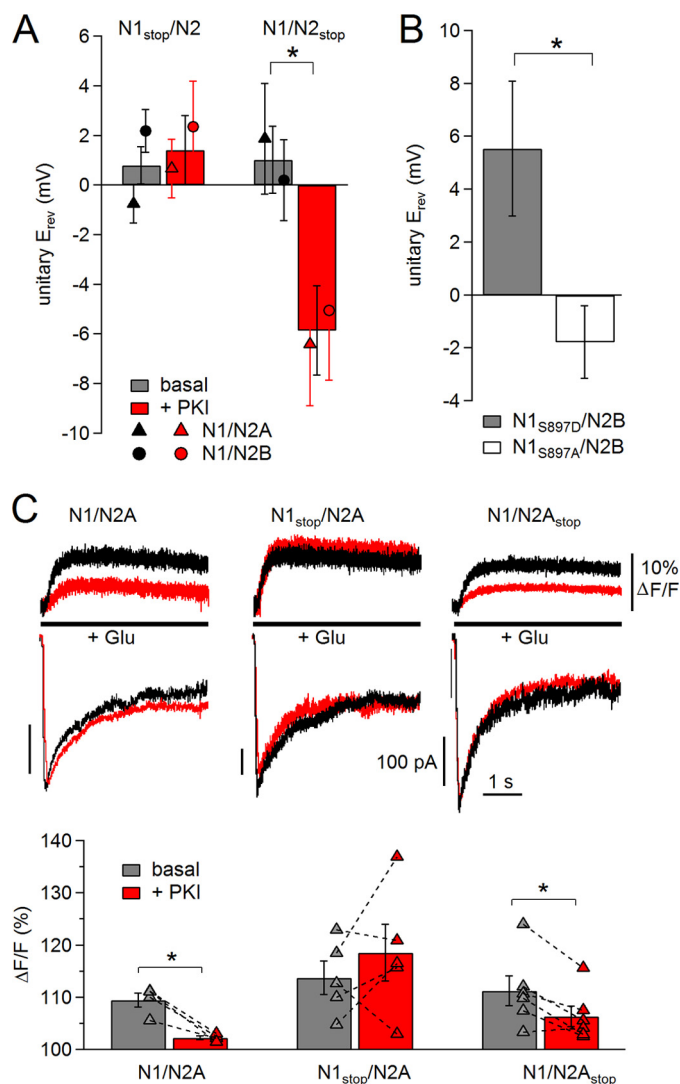 A
N1stop/N2
N1/N2stop
*
6
4
2
0
-2
-4
-6
-8
-10
unitary Erev (mV)
basal
+ PKI
N1/N2A
N1/N2B
B
*
10
8
6
4
2
0
-2
-4
unitary Erev (mV)
N1S897D/N2B
N1S897A/N2B
C
N1/N2A
N1stop/N2A
N1/N2Astop
10%
ΔF/F
+ Glu
+ Glu
+ Glu
100 pA
1 s
140
130
120
110
100
ΔF/F (%)
basal
+ PKI
*
*
N1/N2A
N1stop/N2A
N1/N2Astop